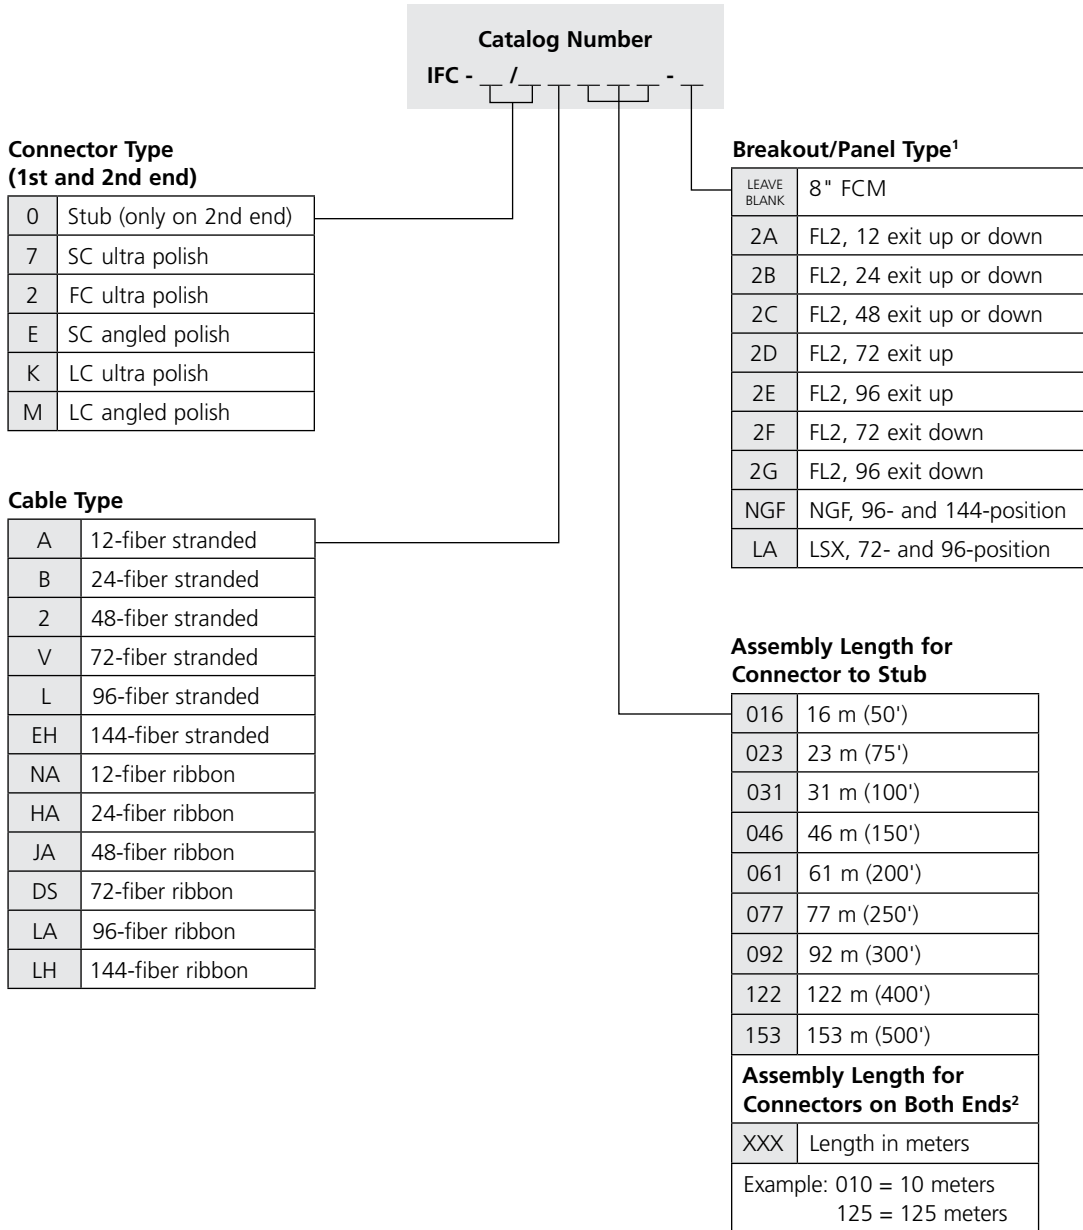 Catalog Number
IFC - __ /__ __ __ __ __ - __
Connector Type
(1st and 2nd end)
0 Stub (only on 2nd end)
7 SC ultra polish
2 FC ultra polish
E SC angled polish
K LC ultra polish
M LC angled polish
Cable Type
A 12-fiber stranded
B 24-fiber stranded
2 48-fiber stranded
V 72-fiber stranded
L 96-fiber stranded
EH 144-fiber stranded
NA 12-fiber ribbon
HA 24-fiber ribbon
JA 48-fiber ribbon
DS 72-fiber ribbon
LA 96-fiber ribbon
LH 144-fiber ribbon
Breakout/Panel Type¹
LEAVE
BLANK 8" FCM
2A FL2, 12 exit up or down
2B FL2, 24 exit up or down
2C FL2, 48 exit up or down
2D FL2, 72 exit up
2E FL2, 96 exit up
2F FL2, 72 exit down
2G FL2, 96 exit down
NGF NGF, 96- and 144-position
LA LSX, 72- and 96-position
Assembly Length for
Connector to Stub
016 16 m (50')
023 23 m (75')
031 31 m (100')
046 46 m (150')
061 61 m (200')
077 77 m (250')
092 92 m (300')
122 122 m (400')
153 153 m (500')
Assembly Length for
Connectors on Both Ends²
XXX Length in meters
Example: 010 = 10 meters
125 = 125 meters